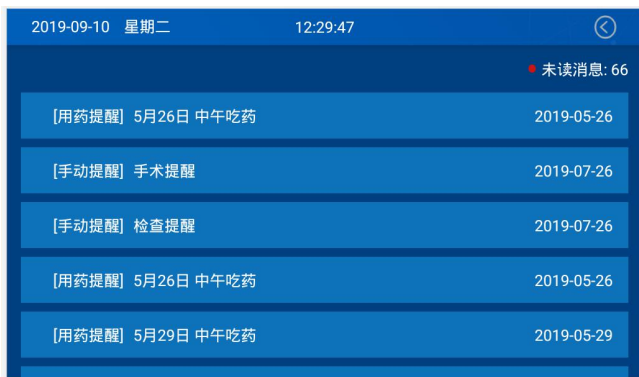 2019-09-10 星期二 12:29:47
未读消息: 66
[用药提醒] 5月26日 中午吃药 2019-05-26
[手动提醒] 手术提醒 2019-07-26
[手动提醒] 检查提醒 2019-07-26
[用药提醒] 5月26日 中午吃药 2019-05-26
[用药提醒] 5月29日 中午吃药 2019-05-29